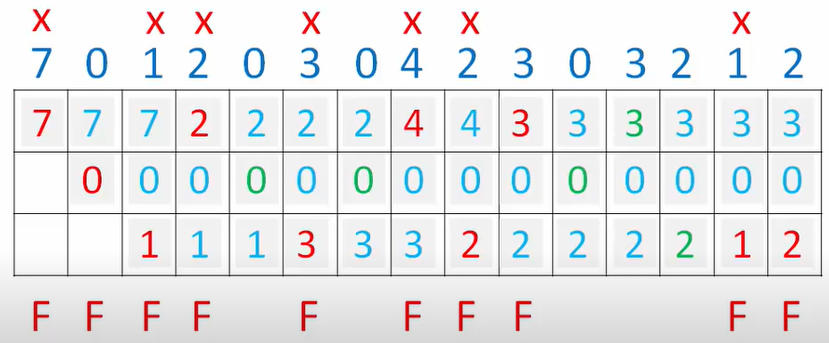 x x x x x x x
7 0 1 2 0 3 0 4 2 3 0 3 2 1 2
7 7 7 2 2 2 2 4 4 3 3 3 3 3 3
0 0 0 0 0 0 0 0 0 0 0 0 0 0
1 1 1 3 3 3 2 2 2 2 2 1 2
F F F F F F F F F F